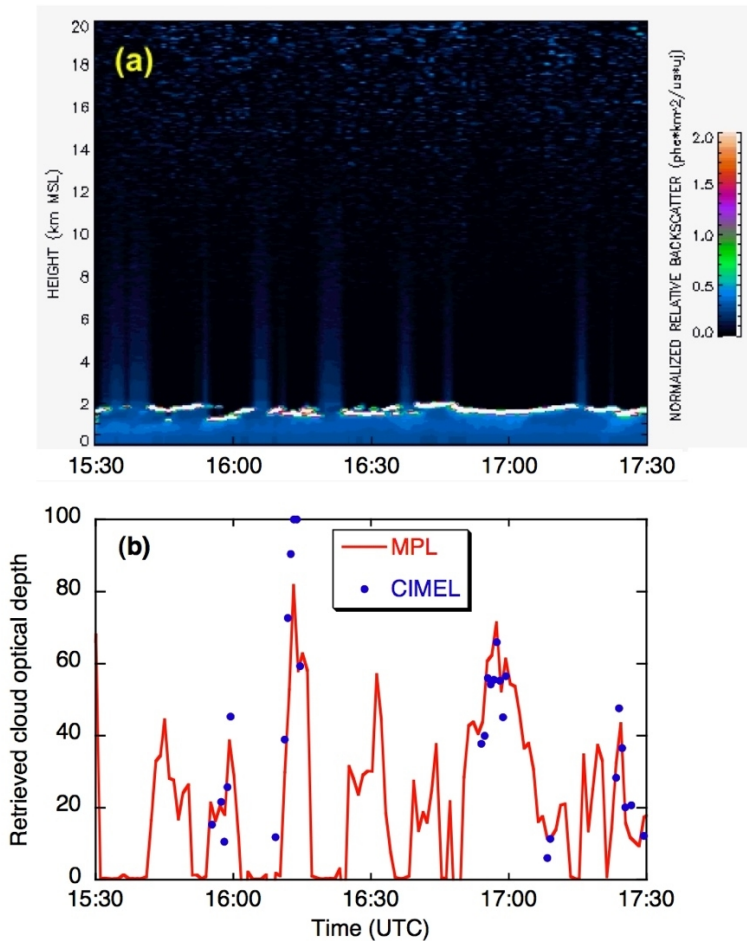 (a)
20
18
16
14
12
10
8
6
4
2
0
HEIGHT (km MSL)
15:30 16:00 16:30 17:00 17:30
2.0
1.5
1.0
0.5
0.0
NORMALIZED RELATIVE BACKSCATTER (phe*km^2/us*uj)
(b)
MPL
CIMEL
100
80
60
40
20
0
Retrieved cloud optical depth
15:30 16:00 16:30 17:00 17:30
Time (UTC)